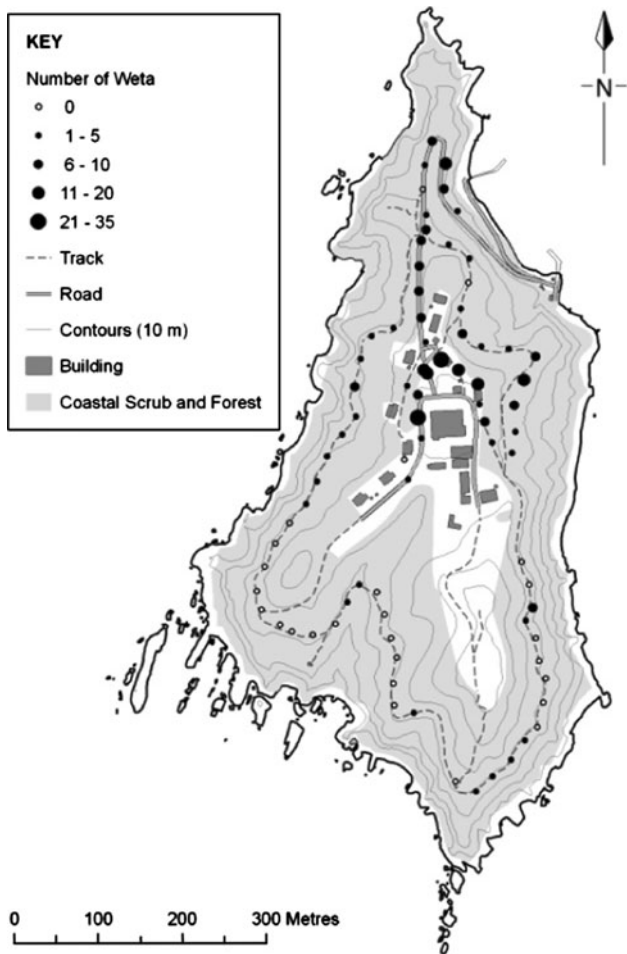 KEY
Number of Weta
0
1 - 5
6 - 10
11 - 20
21 - 35
Track
Road
Contours (10 m)
Building
Coastal Scrub and Forest
N
0 100 200 300 Metres